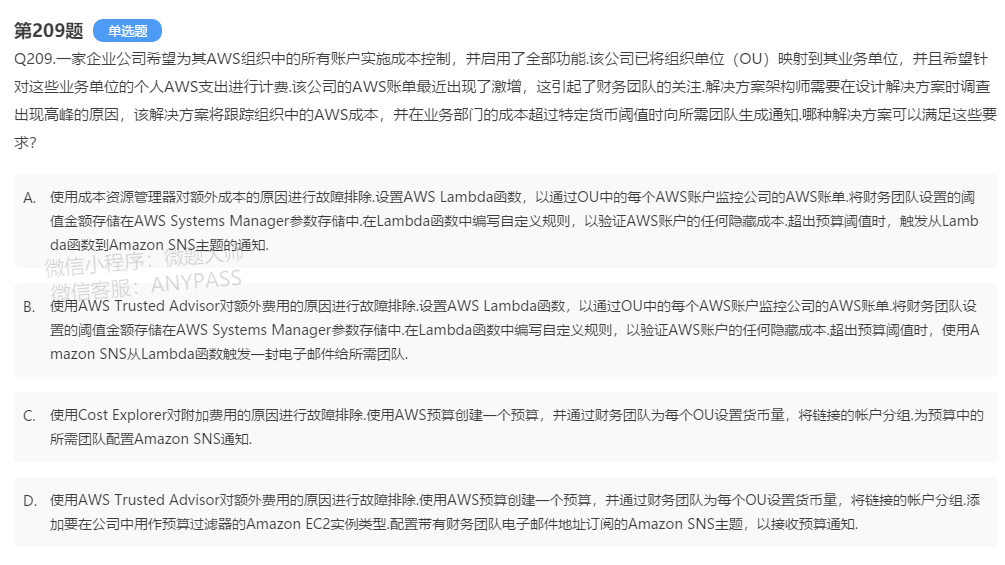 第209题 单选题
Q209.一家企业公司希望为其AWS组织中的所有账户实施成本控制，并启用了全部功能.该公司已将组织单位（OU）映射到其业务单位，并且希望针
对这些业务单位的个人AWS支出进行计费.该公司的AWS账单最近出现了激增，这引起了财务团队的关注.解决方案架构师需要在设计解决方案时调查
出现高峰的原因，该解决方案将跟踪组织中的AWS成本，并在业务部门的成本超过特定货币阈值时向所需团队生成通知.哪种解决方案可以满足这些要
求?
A. 使用成本资源管理器对额外成本的原因进行故障排除.设置AWS Lambda函数，以通过OU中的每个AWS账户监控公司的AWS账单.将财务团队设置的阈
值金额存储在AWS Systems Manager参数存储中.在Lambda函数中编写自定义规则，以验证AWS账户的任何隐藏成本.超出预算阈值时，触发从Lamb
da函数到Amazon SNS主题的通知.
微信小程序：微题大师
微信客服：ANYPASS
B. 使用AWS Trusted Advisor对额外费用的原因进行故障排除.设置AWS Lambda函数，以通过OU中的每个AWS账户监控公司的AWS账单.将财务团队设
置的阈值金额存储在AWS Systems Manager参数存储中.在Lambda函数中编写自定义规则，以验证AWS账户的任何隐藏成本.超出预算阈值时，使用A
mazon SNS从Lambda函数触发一封电子邮件给所需团队.
C. 使用Cost Explorer对附加费用的原因进行故障排除.使用AWS预算创建一个预算，并通过财务团队为每个OU设置货币量，将链接的帐户分组.为预算中的
所需团队配置Amazon SNS通知.
D. 使用AWS Trusted Advisor对额外费用的原因进行故障排除.使用AWS预算创建一个预算，并通过财务团队为每个OU设置货币量，将链接的帐户分组.添
加要在公司中用作预算过滤器的Amazon EC2实例类型.配置带有财务团队电子邮件地址订阅的Amazon SNS主题，以接收预算通知.